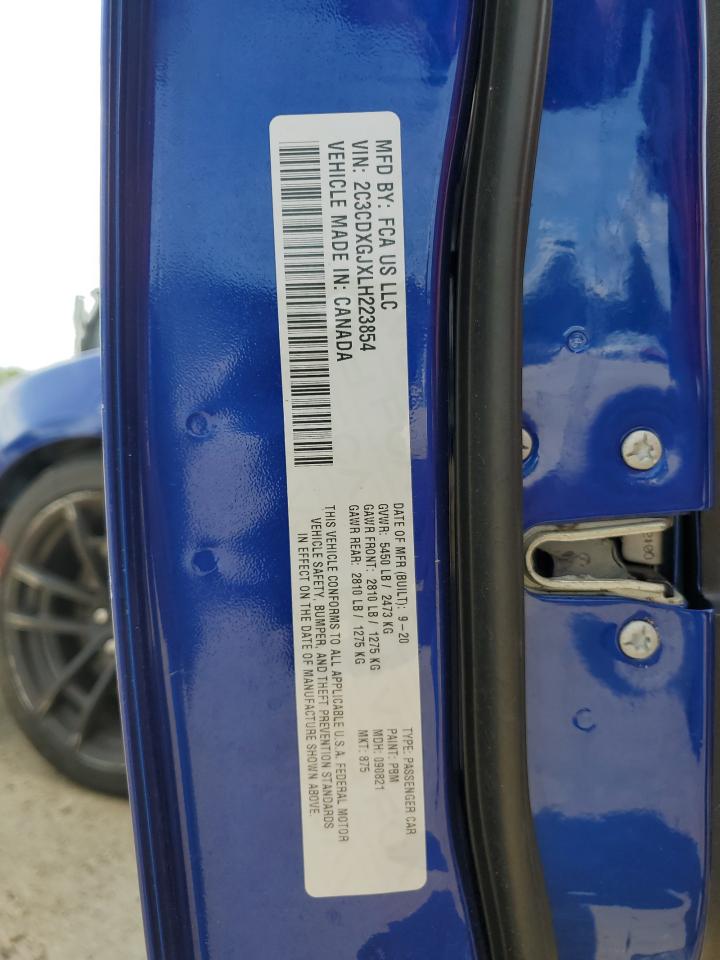 MFD BY: FCA US LLC
VIN: 2C3CDXGJXLH223854
VEHICLE MADE IN: CANADA
DATE OF MFR (BUILT): 9-20
GVWR: 5450 LB / 2473 KG
GAWR FRONT: 2810 LB / 1275 KG
GAWR REAR: 2810 LB / 1275 KG
TYPE: PASSENGER CAR
PAINT: PBM
MDH: 090821
MKT: 875
THIS VEHICLE CONFORMS TO ALL APPLICABLE U.S.A. FEDERAL MOTOR
VEHICLE SAFETY, BUMPER, AND THEFT PREVENTION STANDARDS
IN EFFECT ON THE DATE OF MANUFACTURE SHOWN ABOVE.